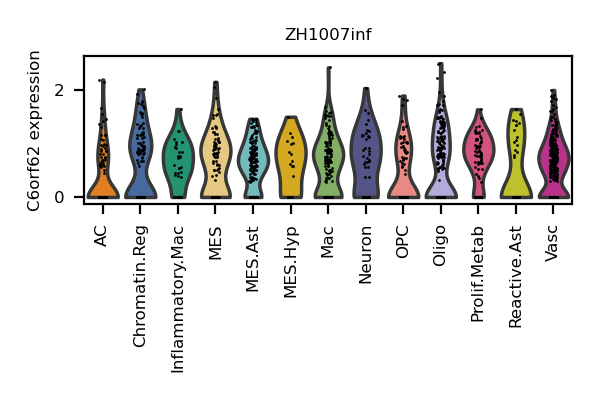 ZH1007inf
C6orf62 expression
2
0
AC
Chromatin.Reg
Inflammatory.Mac
MES
MES.Ast
MES.Hyp
Mac
Neuron
OPC
Oligo
Prolif.Metab
Reactive.Ast
Vasc